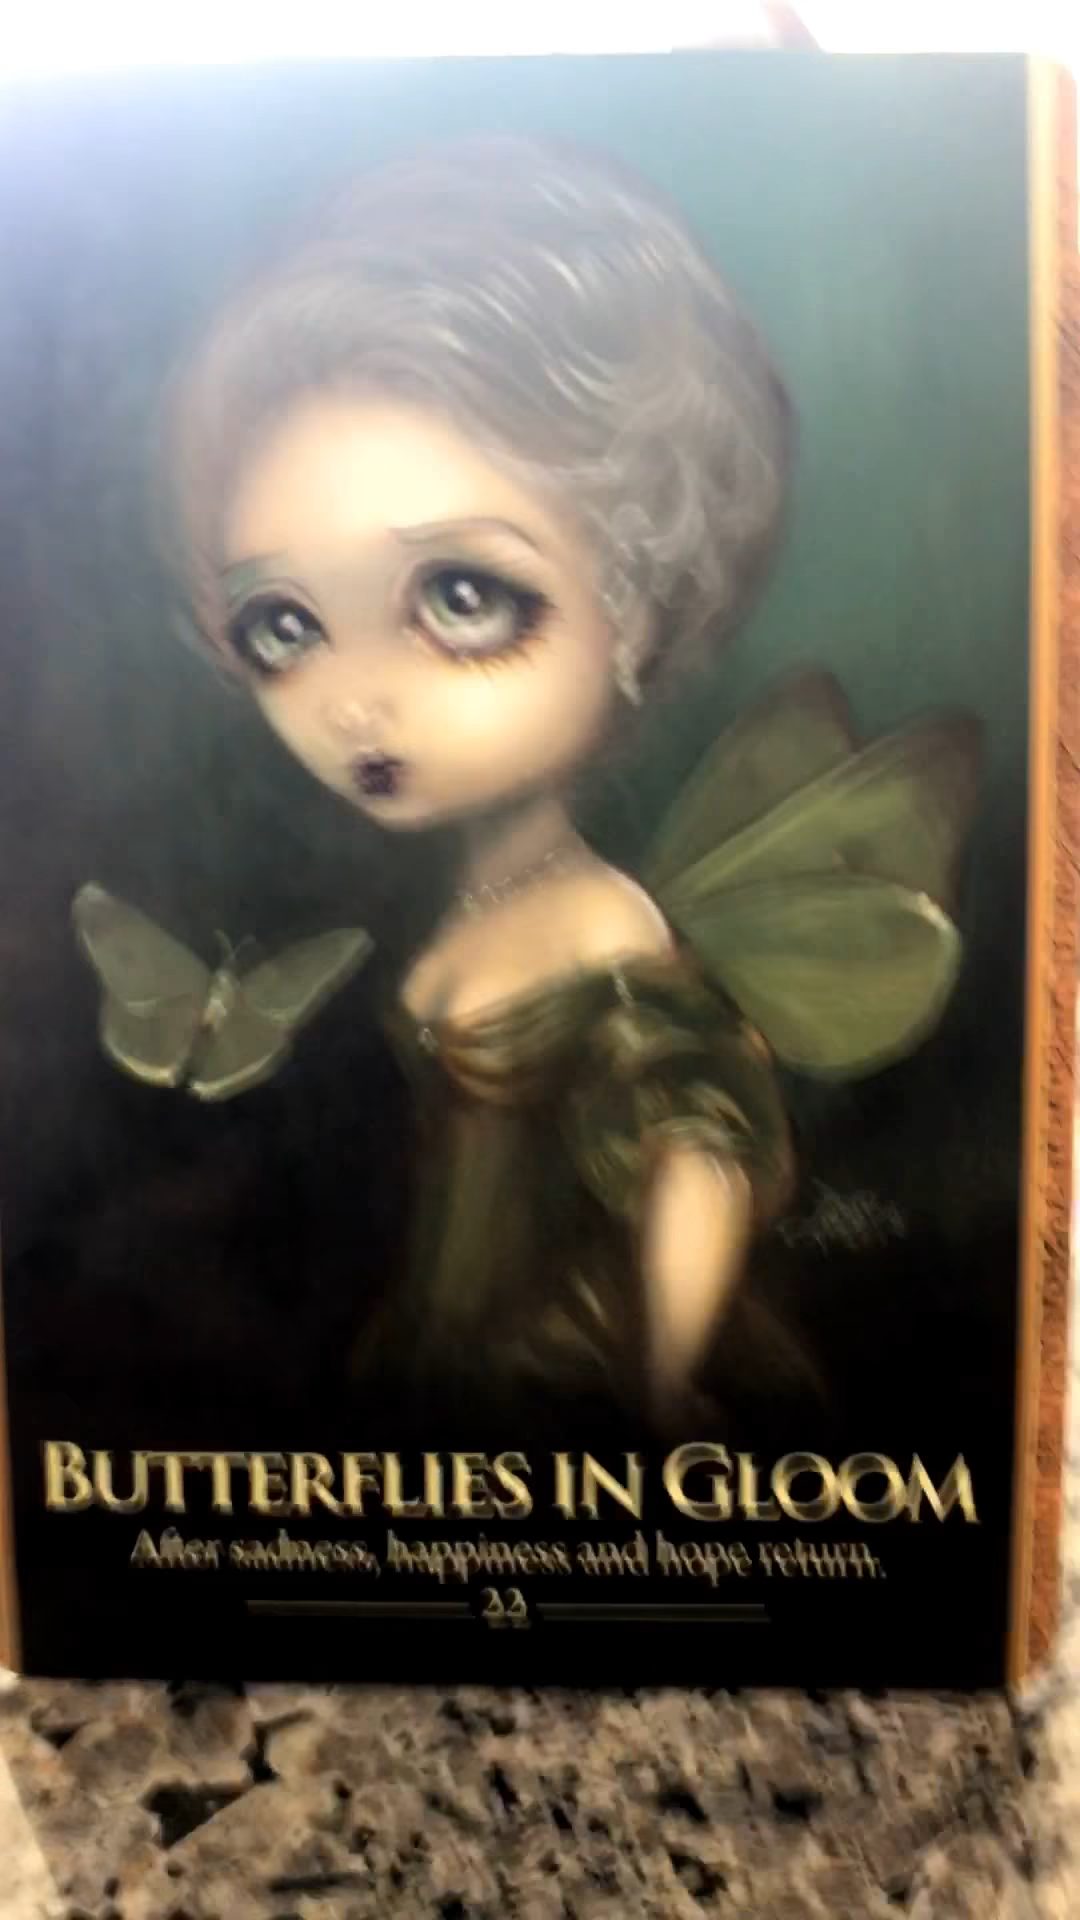 BUTTERFLIES IN GLOOM
After sadness, happiness and hope return.
22